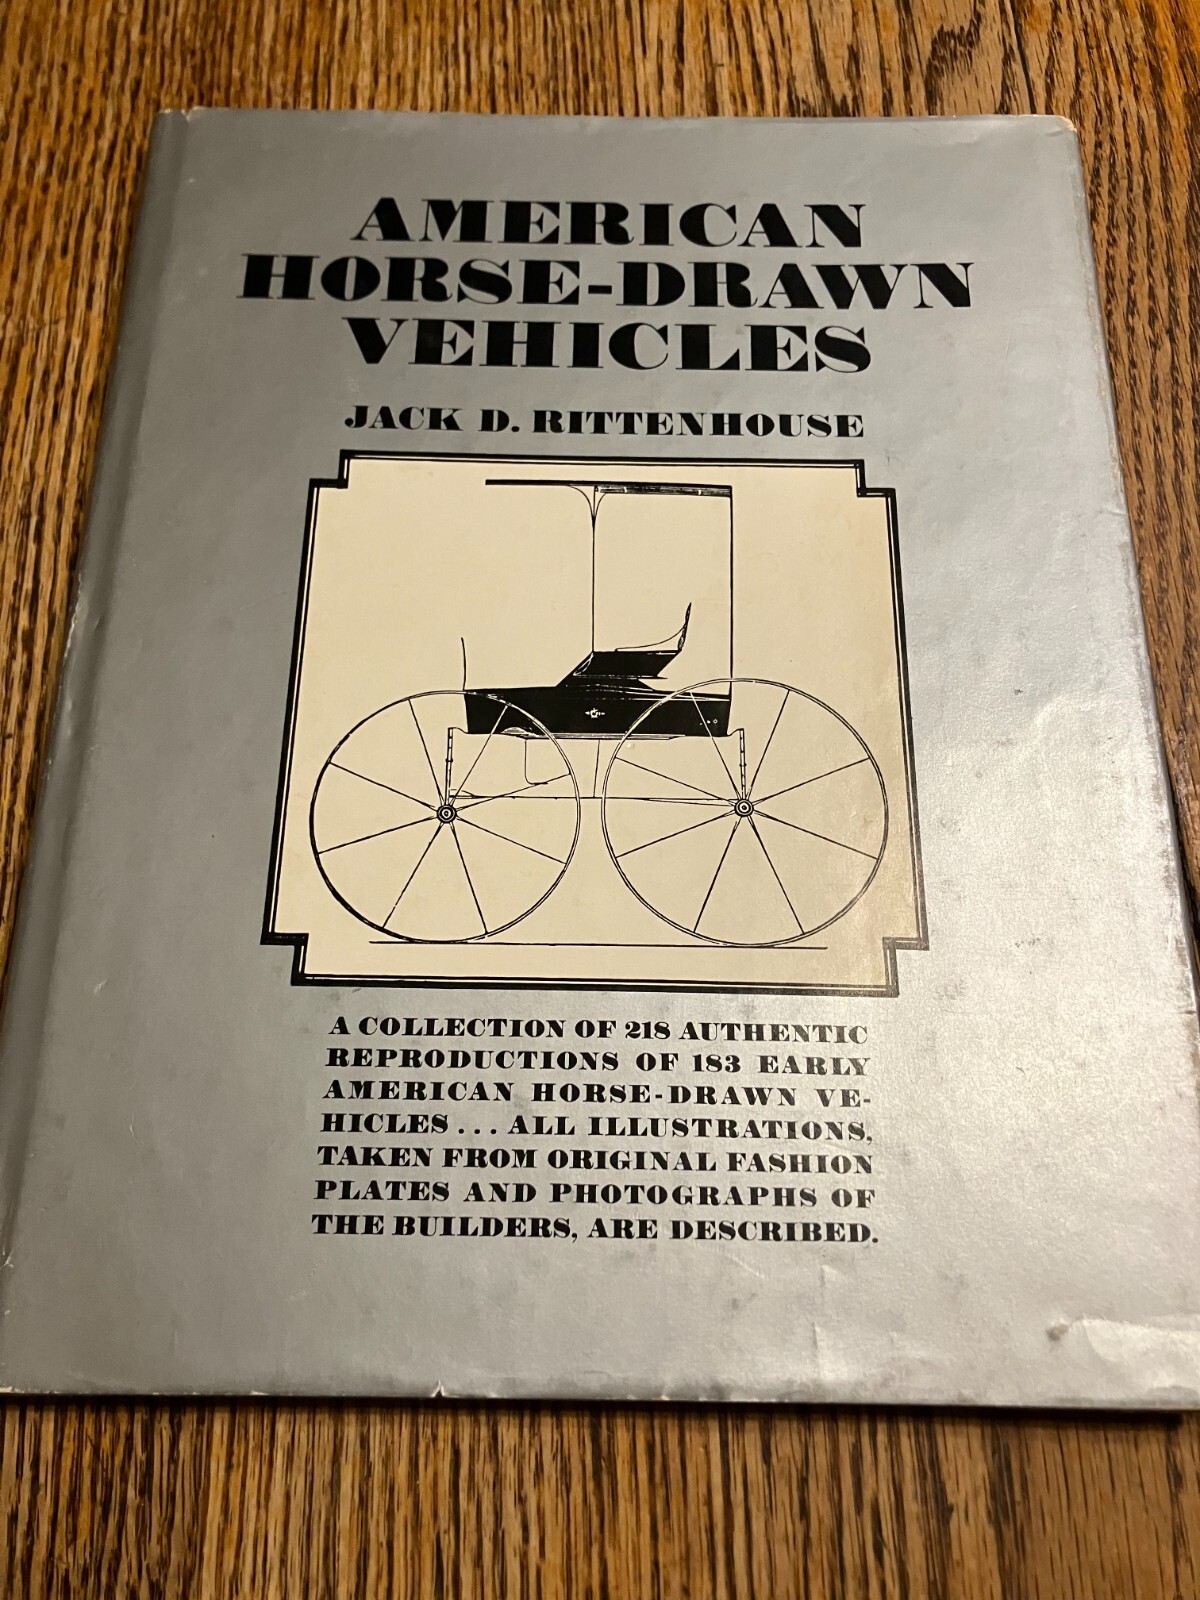 AMERICAN
HORSE-DRAWN
VEHICLES
JACK D. RITTENHOUSE
A COLLECTION OF 218 AUTHENTIC
REPRODUCTIONS OF 183 EARLY
AMERICAN HORSE-DRAWN VE-
HICLES... ALL ILLUSTRATIONS,
TAKEN FROM ORIGINAL FASHION
PLATES AND PHOTOGRAPHS OF
THE BUILDERS, ARE DESCRIBED.